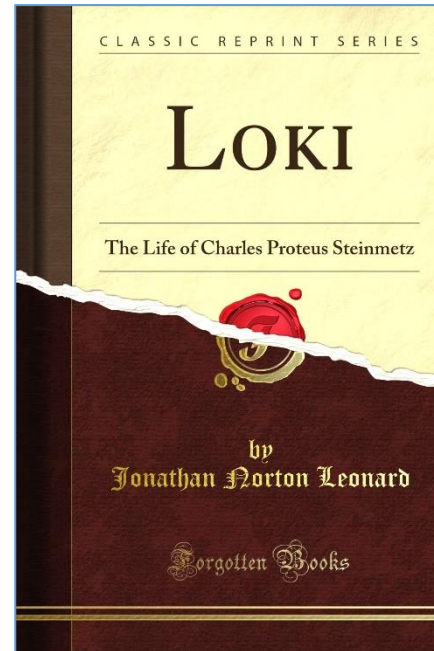 CLASSIC REPRINT SERIES
LOKI
The Life of Charles Proteus Steinmetz
by
Jonathan Norton Leonard
Forgotten Books